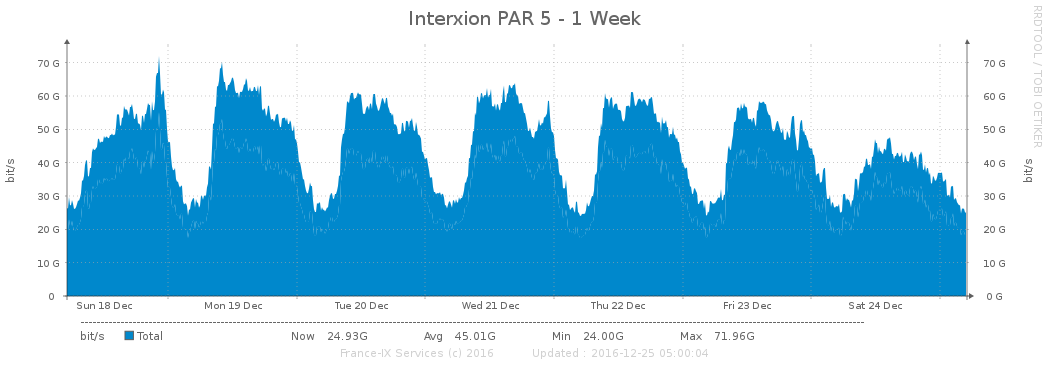 Interxion PAR 5 - 1 Week
RRDTOOL / TOBI OETIKER
bit/s
70 G 70 G
60 G 60 G
50 G 50 G
40 G 40 G
30 G 30 G
20 G 20 G
10 G 10 G
0 0 G
bit/s
Sun 18 Dec Mon 19 Dec Tue 20 Dec Wed 21 Dec Thu 22 Dec Fri 23 Dec Sat 24 Dec
bit/s Total Now 24.93G Avg 45.01G Min 24.00G Max 71.96G
France-IX Services (c) 2016 Updated : 2016-12-25 05:00:04